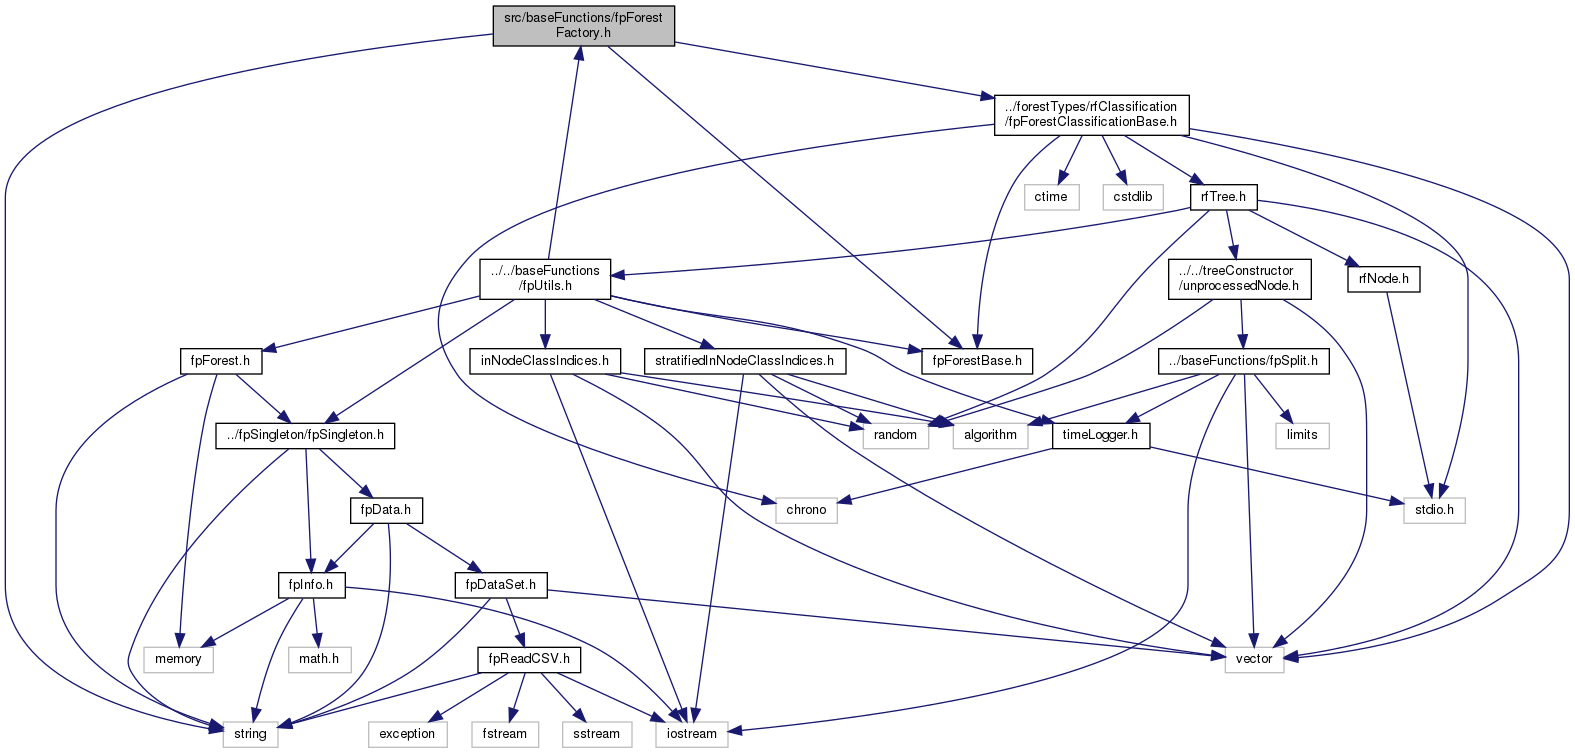 src/baseFunctions/fpForest
Factory.h
../forestTypes/rfClassification
/fpForestClassificationBase.h
ctime
cstdlib
rfTree.h
../../baseFunctions
/fpUtils.h
../../treeConstructor
/unprocessedNode.h
rfNode.h
fpForest.h
inNodeClassIndices.h
stratifiedInNodeClassIndices.h
fpForestBase.h
../baseFunctions/fpSplit.h
../fpSingleton/fpSingleton.h
random
algorithm
timeLogger.h
limits
fpData.h
chrono
stdio.h
fpInfo.h
fpDataSet.h
memory
math.h
fpReadCSV.h
vector
string
exception
fstream
sstream
iostream